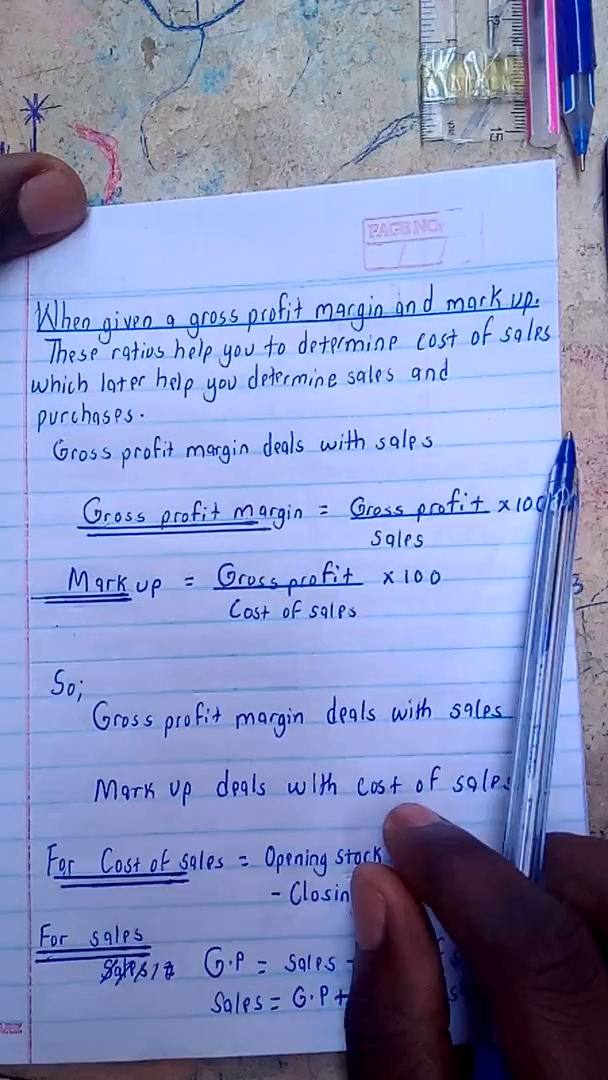 PAGE NO:
When given a gross profit margin and mark up.
These ratios help you to determine cost of sales
which later help you determine sales and
purchases.
Gross profit margin deals with sales
Gross profit margin = Gross profit x 100
Sales
Mark up = Gross profit x 100
Cost of sales
So;
Gross profit margin deals with sales
Mark up deals with cost of sales
For Cost of sales = Opening stock
- Closin
For sales
G.P = sales -
Sales = G.P +